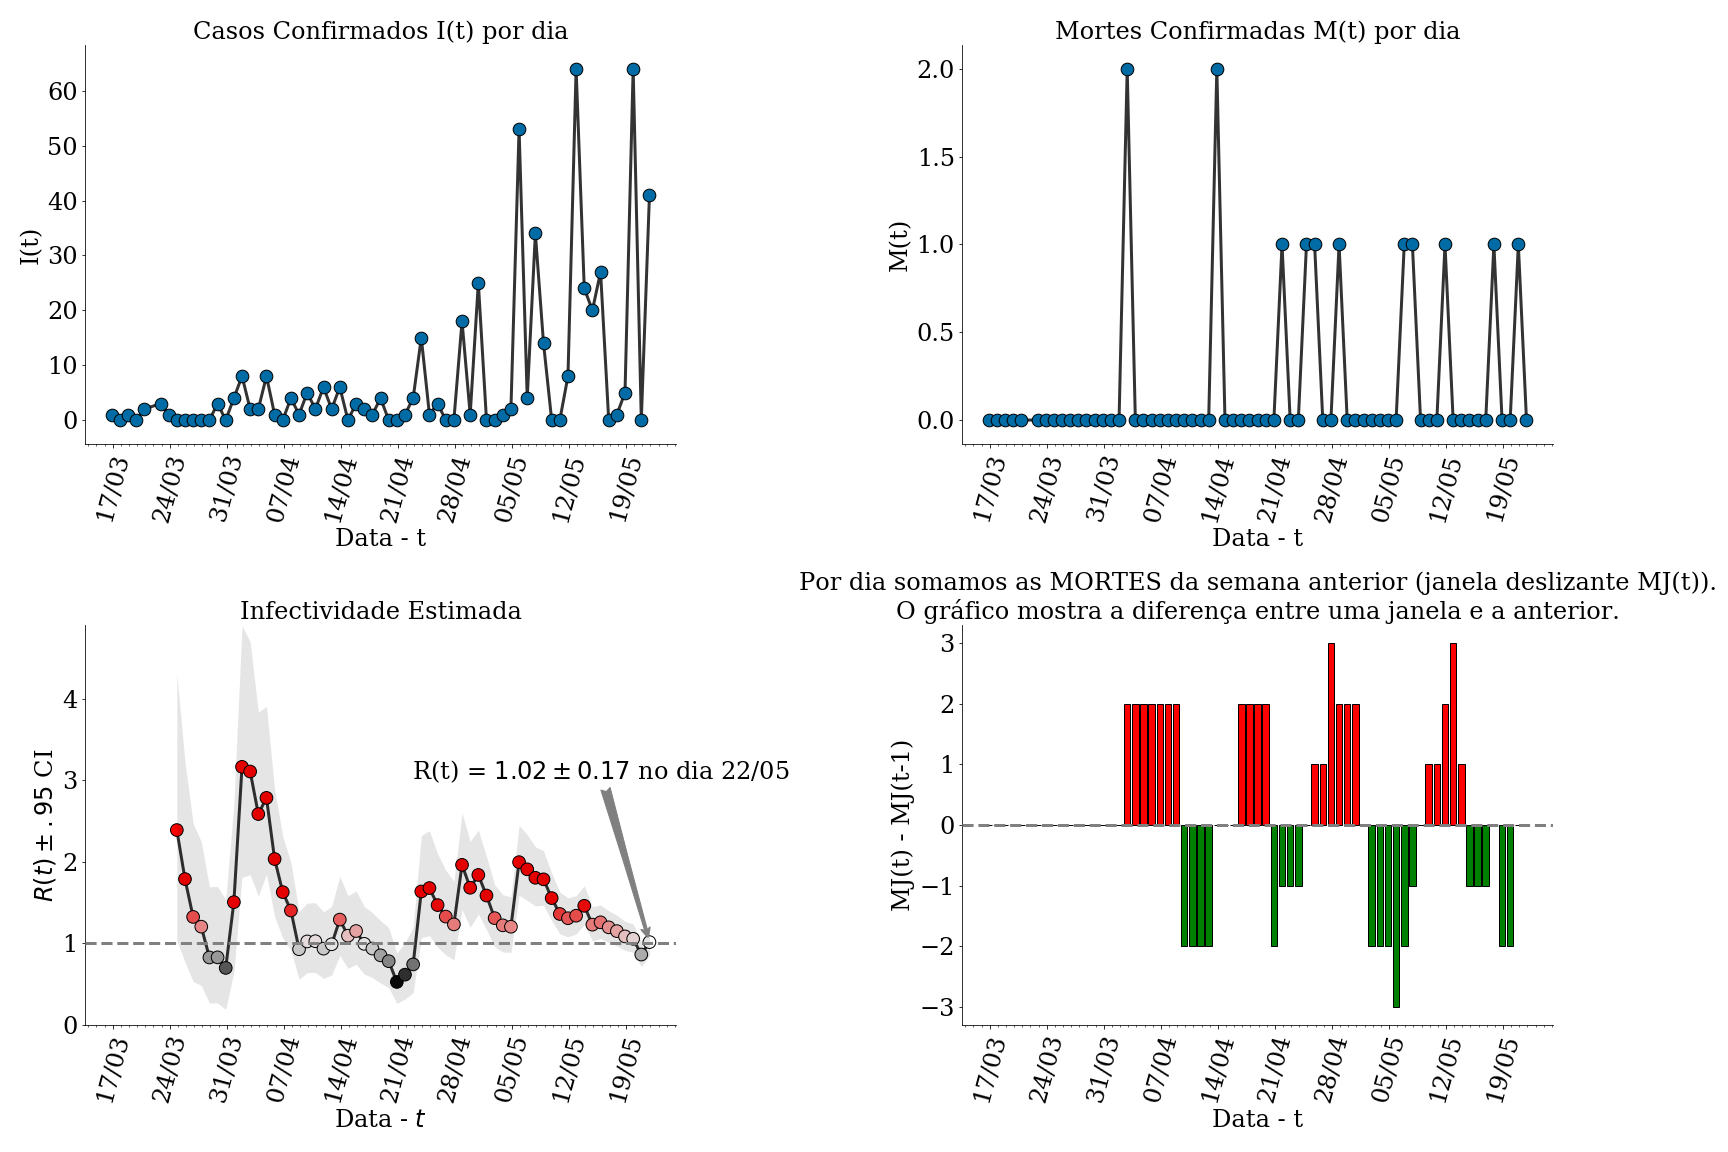 Casos Confirmados I(t) por dia
I(t)
60
50
40
30
20
10
0
17/03 24/03 31/03 07/04 14/04 21/04 28/04 05/05 12/05 19/05
Data - t
Mortes Confirmadas M(t) por dia
M(t)
2.0
1.5
1.0
0.5
0.0
17/03 24/03 31/03 07/04 14/04 21/04 28/04 05/05 12/05 19/05
Data - t
Infectividade Estimada
R(t) ± .95 CI
4
3
2
1
0
R(t) = 1.02 ± 0.17 no dia 22/05
17/03 24/03 31/03 07/04 14/04 21/04 28/04 05/05 12/05 19/05
Data - t
Por dia somamos as MORTES da semana anterior (janela deslizante MJ(t)).
O gráfico mostra a diferença entre uma janela e a anterior.
MJ(t) - MJ(t-1)
3
2
1
0
−1
−2
−3
17/03 24/03 31/03 07/04 14/04 21/04 28/04 05/05 12/05 19/05
Data - t